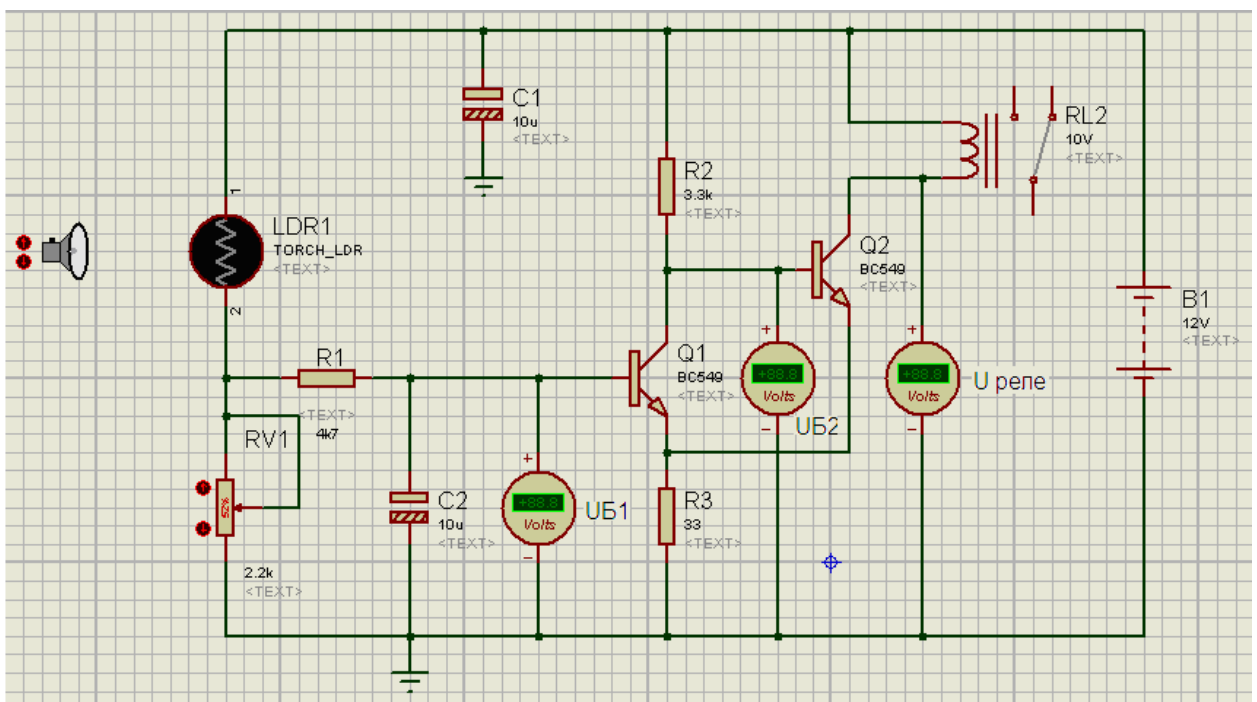 C1
10u
<TEXT>
RL2
10V
<TEXT>
R2
3.3k
<TEXT>
1
LDR1
TORCH_LDR
<TEXT>
2
Q2
BC549
<TEXT>
B1
12V
<TEXT>
R1
<TEXT>
4k7
Q1
BC549
<TEXT>
+
+88.8
Volts
-
UБ2
+
+88.8
Volts
-
U реле
RV1
52%
2.2k
<TEXT>
C2
10u
<TEXT>
+
+88.8
Volts
-
UБ1
R3
33
<TEXT>